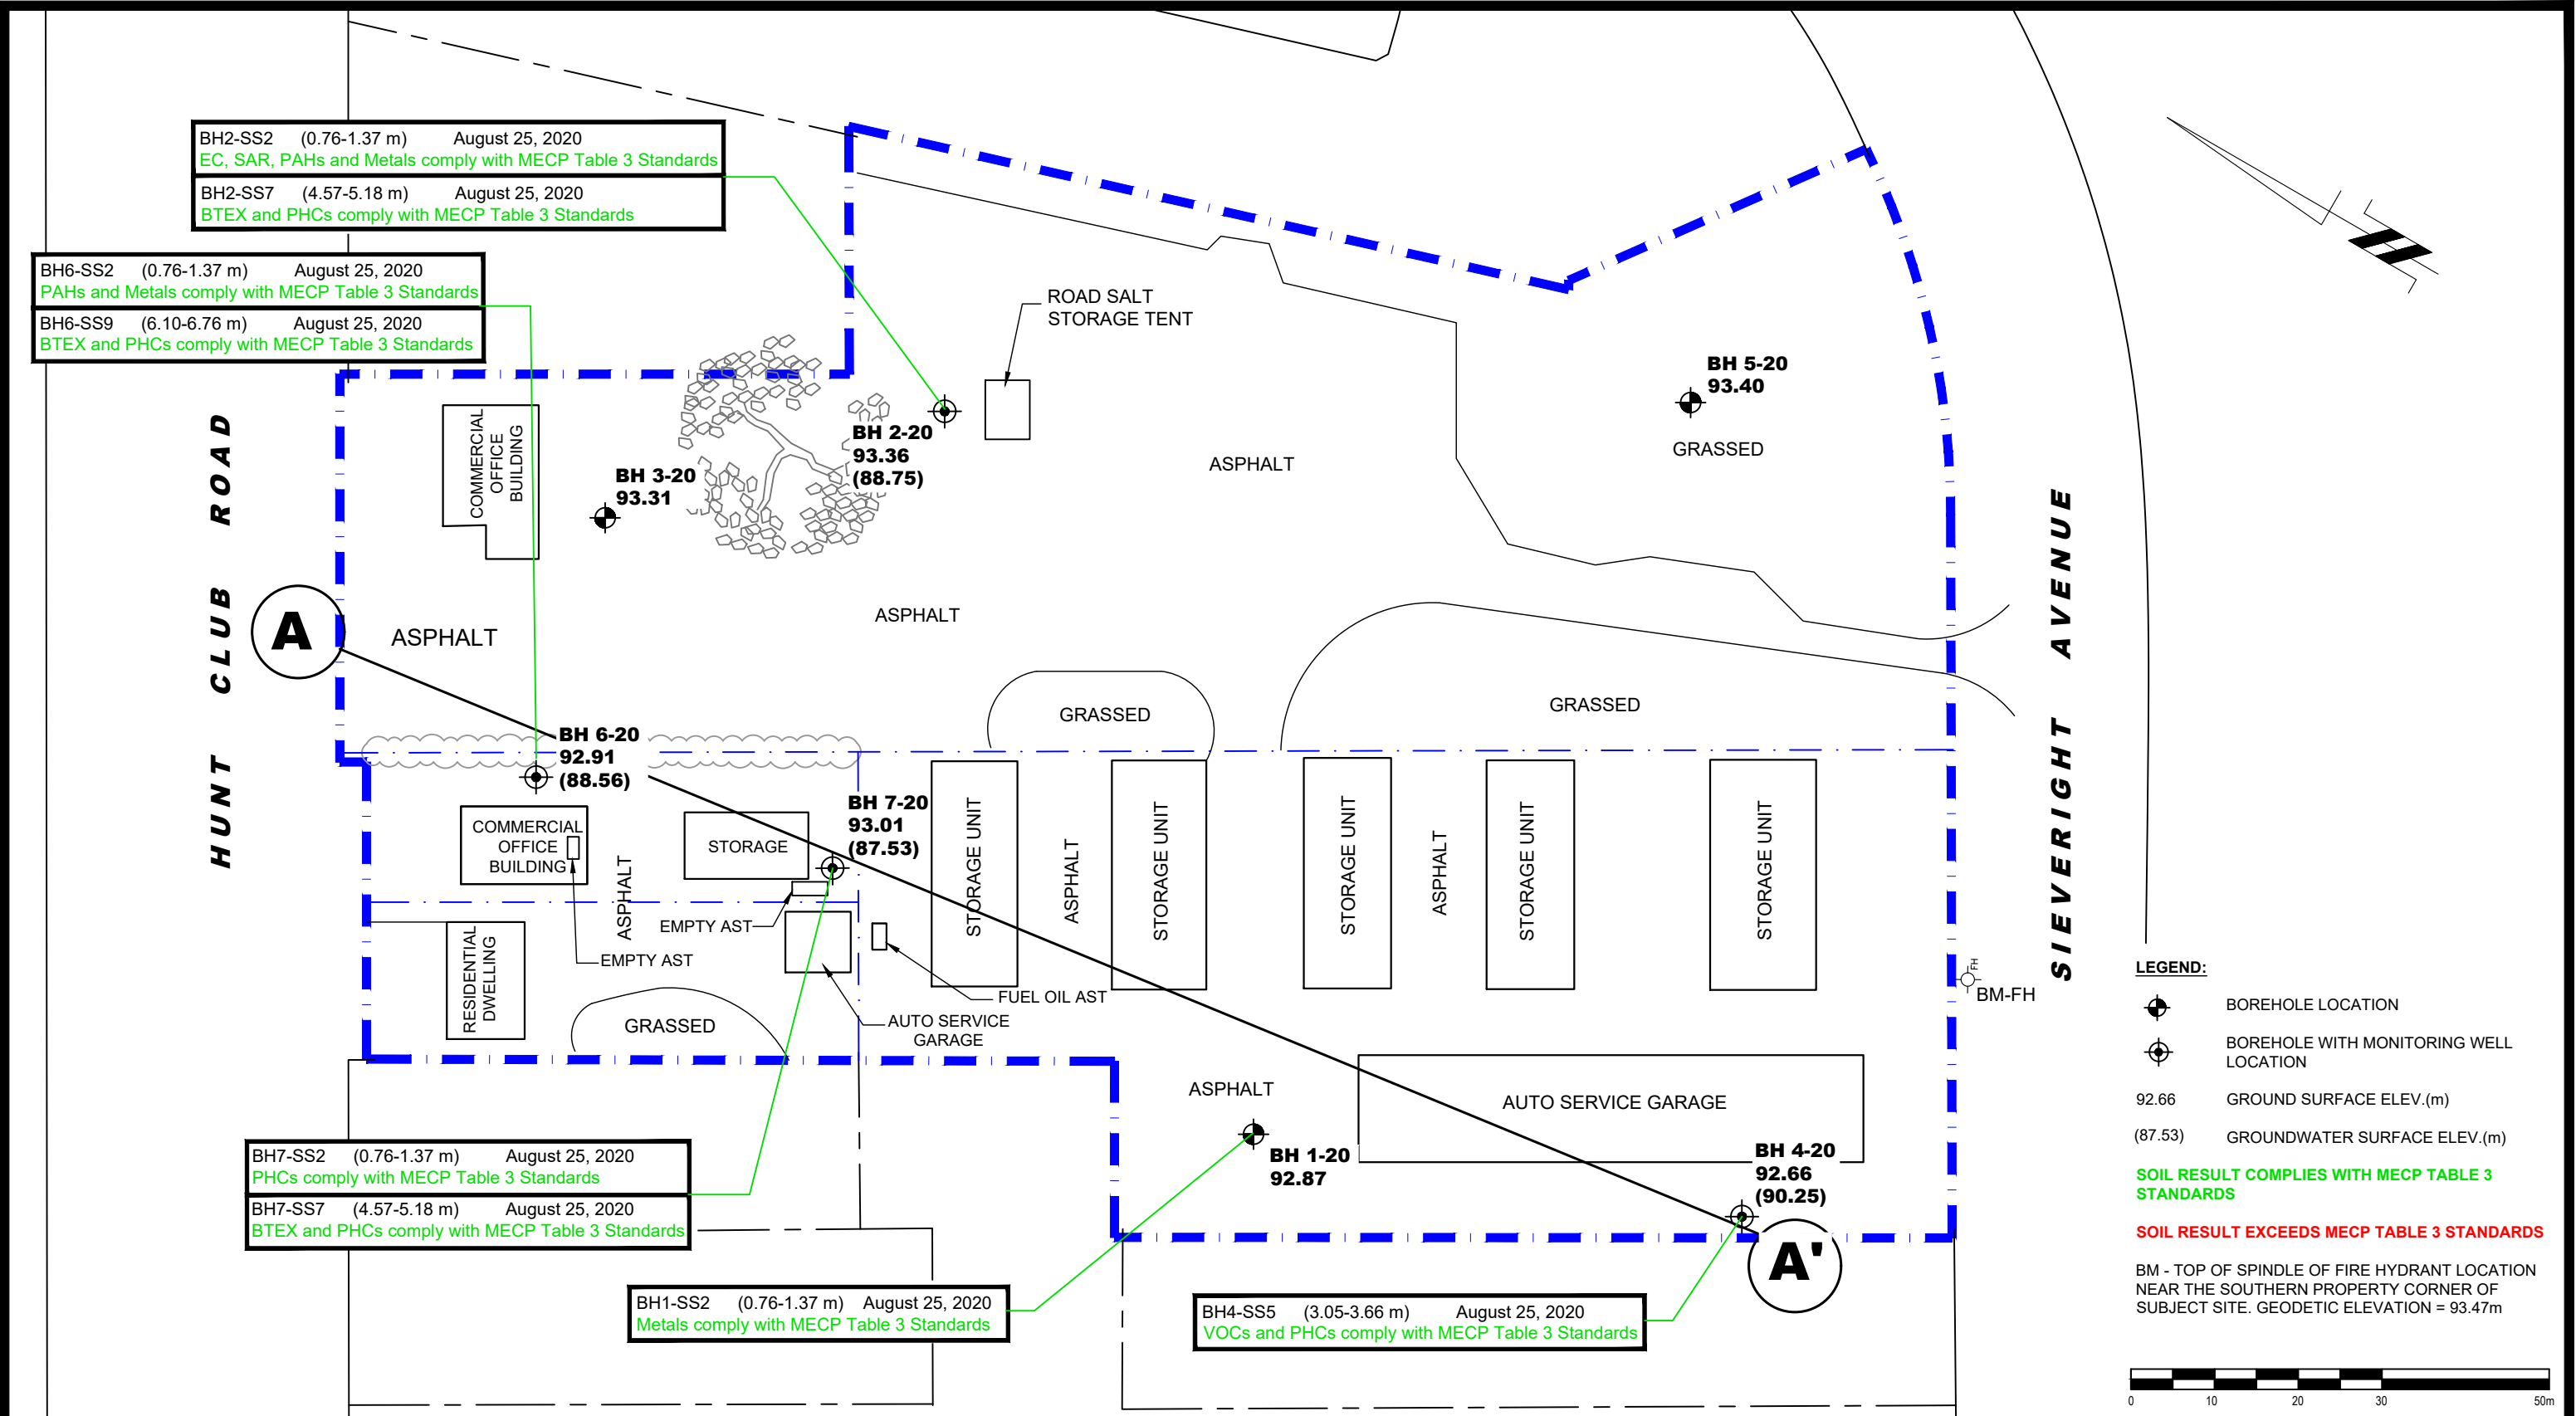 BH2-SS2 (0.76-1.37 m) August 25, 2020
EC, SAR, PAHs and Metals comply with MECP Table 3 Standards
BH2-SS7 (4.57-5.18 m) August 25, 2020
BTEX and PHCs comply with MECP Table 3 Standards
BH6-SS2 (0.76-1.37 m) August 25, 2020
PAHs and Metals comply with MECP Table 3 Standards
BH6-SS9 (6.10-6.76 m) August 25, 2020
BTEX and PHCs comply with MECP Table 3 Standards
ROAD SALT
STORAGE TENT
BH 5-20
93.40
GRASSED
COMMERCIAL
OFFICE
BUILDING
BH 3-20
93.31
BH 2-20
93.36
(88.75)
ASPHALT
HUNT CLUB ROAD
A
ASPHALT
ASPHALT
GRASSED
GRASSED
SIEVERIGHT AVENUE
BH 6-20
92.91
(88.56)
BH 7-20
93.01
(87.53)
COMMERCIAL
OFFICE
BUILDING
ASPHALT
STORAGE
EMPTY AST
EMPTY AST
RESIDENTIAL
DWELLING
GRASSED
FUEL OIL AST
AUTO SERVICE
GARAGE
STORAGE UNIT
ASPHALT
STORAGE UNIT
STORAGE UNIT
ASPHALT
STORAGE UNIT
STORAGE UNIT
FH
BM-FH
ASPHALT
AUTO SERVICE GARAGE
BH 1-20
92.87
BH 4-20
92.66
(90.25)
A'
BH7-SS2 (0.76-1.37 m) August 25, 2020
PHCs comply with MECP Table 3 Standards
BH7-SS7 (4.57-5.18 m) August 25, 2020
BTEX and PHCs comply with MECP Table 3 Standards
BH1-SS2 (0.76-1.37 m) August 25, 2020
Metals comply with MECP Table 3 Standards
BH4-SS5 (3.05-3.66 m) August 25, 2020
VOCs and PHCs comply with MECP Table 3 Standards
LEGEND:
BOREHOLE LOCATION
BOREHOLE WITH MONITORING WELL
LOCATION
92.66 GROUND SURFACE ELEV.(m)
(87.53) GROUNDWATER SURFACE ELEV.(m)
SOIL RESULT COMPLIES WITH MECP TABLE 3
STANDARDS
SOIL RESULT EXCEEDS MECP TABLE 3 STANDARDS
BM - TOP OF SPINDLE OF FIRE HYDRANT LOCATION
NEAR THE SOUTHERN PROPERTY CORNER OF
SUBJECT SITE. GEODETIC ELEVATION = 93.47m
0 10 20 30 50m